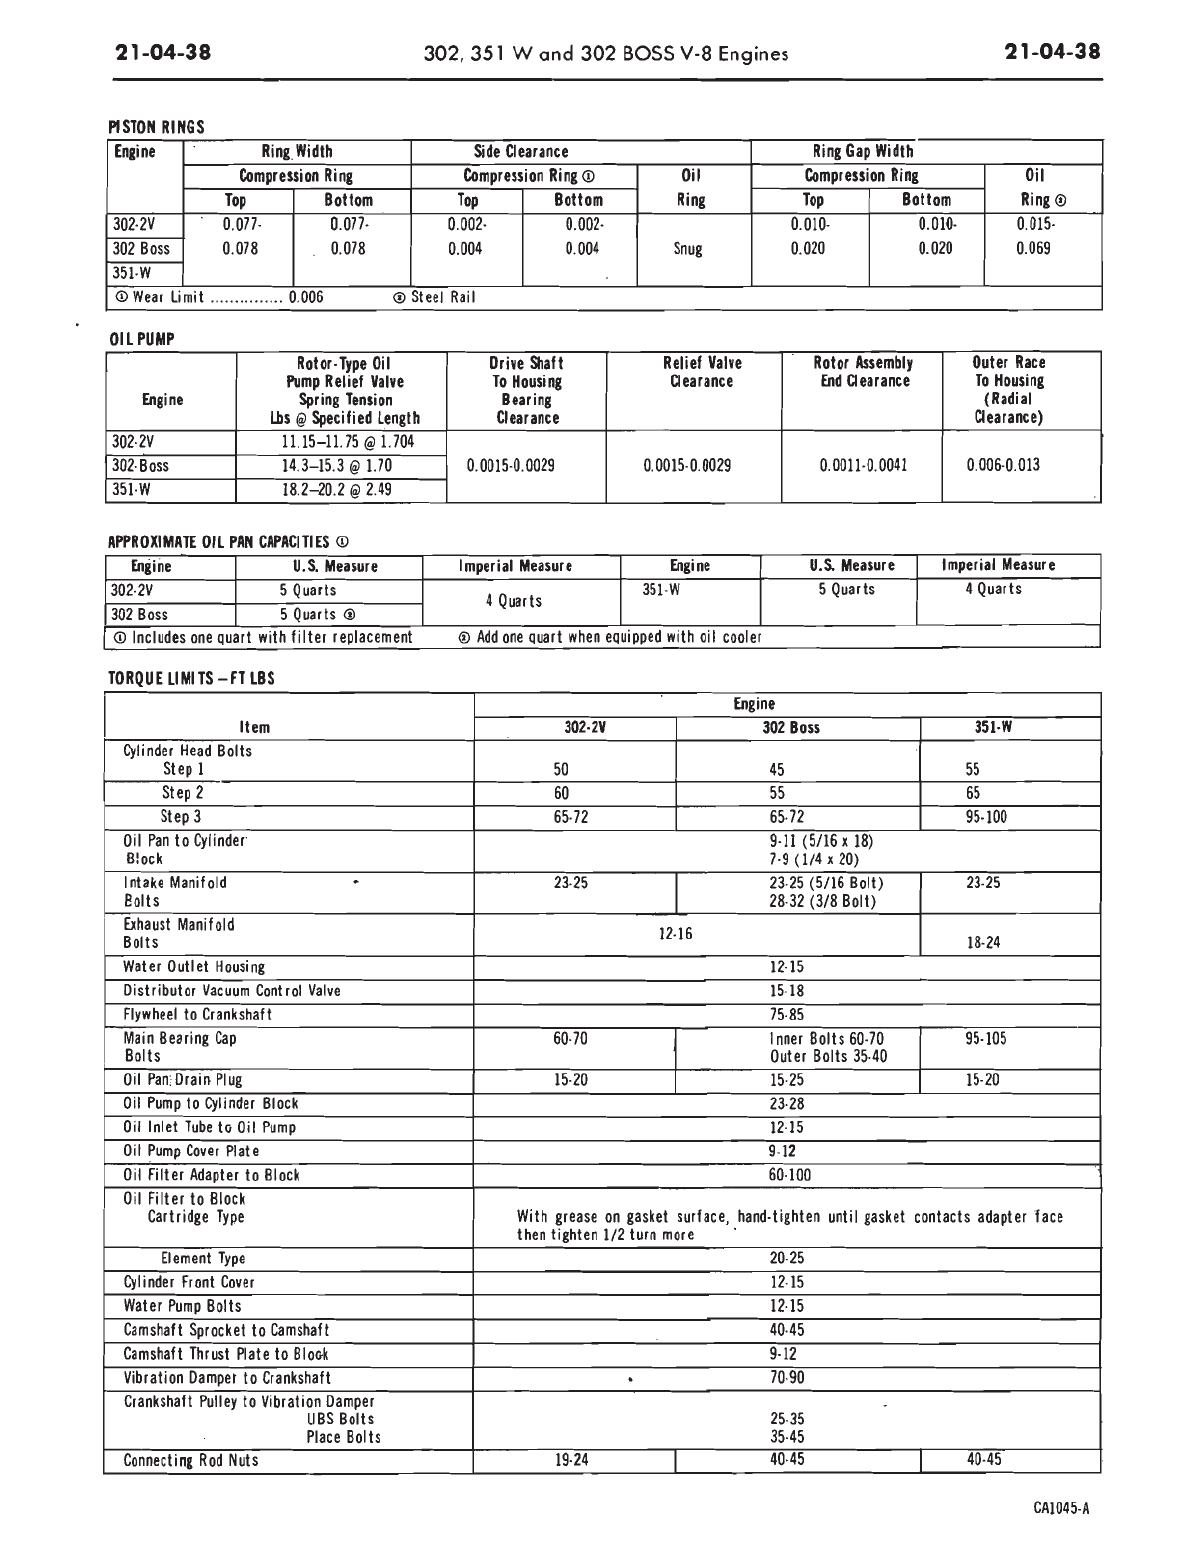 21-04-38 302, 351 W and 302 BOSS V-8 Engines 21-04-38
PISTON RINGS
Engine Ring Width Side Clearance Ring Gap Width
Compression Ring Compression Ring ① Oil Compression Ring Oil
Top Bottom Top Bottom Ring Top Bottom Ring ②
302-2V 0.077- 0.077- 0.002- 0.002- 0.010- 0.010- 0.015-
302 Boss 0.078 0.078 0.004 0.004 Snug 0.020 0.020 0.069
351-W
① Wear Limit ............... 0.006 ② Steel Rail
OIL PUMP
Rotor-Type Oil Drive Shaft Relief Valve Rotor Assembly Outer Race
Pump Relief Valve To Housing Clearance End Clearance To Housing
Engine Spring Tension Bearing (Radial
Lbs @ Specified Length Clearance Clearance)
302-2V 11.15–11.75 @ 1.704
302-Boss 14.3–15.3 @ 1.70 0.0015-0.0029 0.0015-0.0029 0.0011-0.0041 0.006-0.013
351-W 18.2–20.2 @ 2.49
APPROXIMATE OIL PAN CAPACITIES ①
Engine U.S. Measure Imperial Measure Engine U.S. Measure Imperial Measure
302-2V 5 Quarts 4 Quarts 351-W 5 Quarts 4 Quarts
302 Boss 5 Quarts ②
① Includes one quart with filter replacement ② Add one quart when equipped with oil cooler
TORQUE LIMITS – FT LBS
Engine
Item 302-2V 302 Boss 351-W
Cylinder Head Bolts
Step 1 50 45 55
Step 2 60 55 65
Step 3 65-72 65-72 95-100
Oil Pan to Cylinder 9-11 (5/16 x 18)
Block 7-9 (1/4 x 20)
Intake Manifold 23-25 23-25 (5/16 Bolt) 23-25
Bolts 28-32 (3/8 Bolt)
Exhaust Manifold 12-16
Bolts 18-24
Water Outlet Housing 12-15
Distributor Vacuum Control Valve 15-18
Flywheel to Crankshaft 75-85
Main Bearing Cap 60-70 Inner Bolts 60-70 95-105
Bolts Outer Bolts 35-40
Oil Pan Drain Plug 15-20 15-25 15-20
Oil Pump to Cylinder Block 23-28
Oil Inlet Tube to Oil Pump 12-15
Oil Pump Cover Plate 9-12
Oil Filter Adapter to Block 60-100
Oil Filter to Block
Cartridge Type With grease on gasket surface, hand-tighten until gasket contacts adapter face
then tighten 1/2 turn more
Element Type 20-25
Cylinder Front Cover 12-15
Water Pump Bolts 12-15
Camshaft Sprocket to Camshaft 40-45
Camshaft Thrust Plate to Block 9-12
Vibration Damper to Crankshaft 70-90
Crankshaft Pulley to Vibration Damper
UBS Bolts 25-35
Place Bolts 35-45
Connecting Rod Nuts 19-24 40-45 40-45
CA1045-A